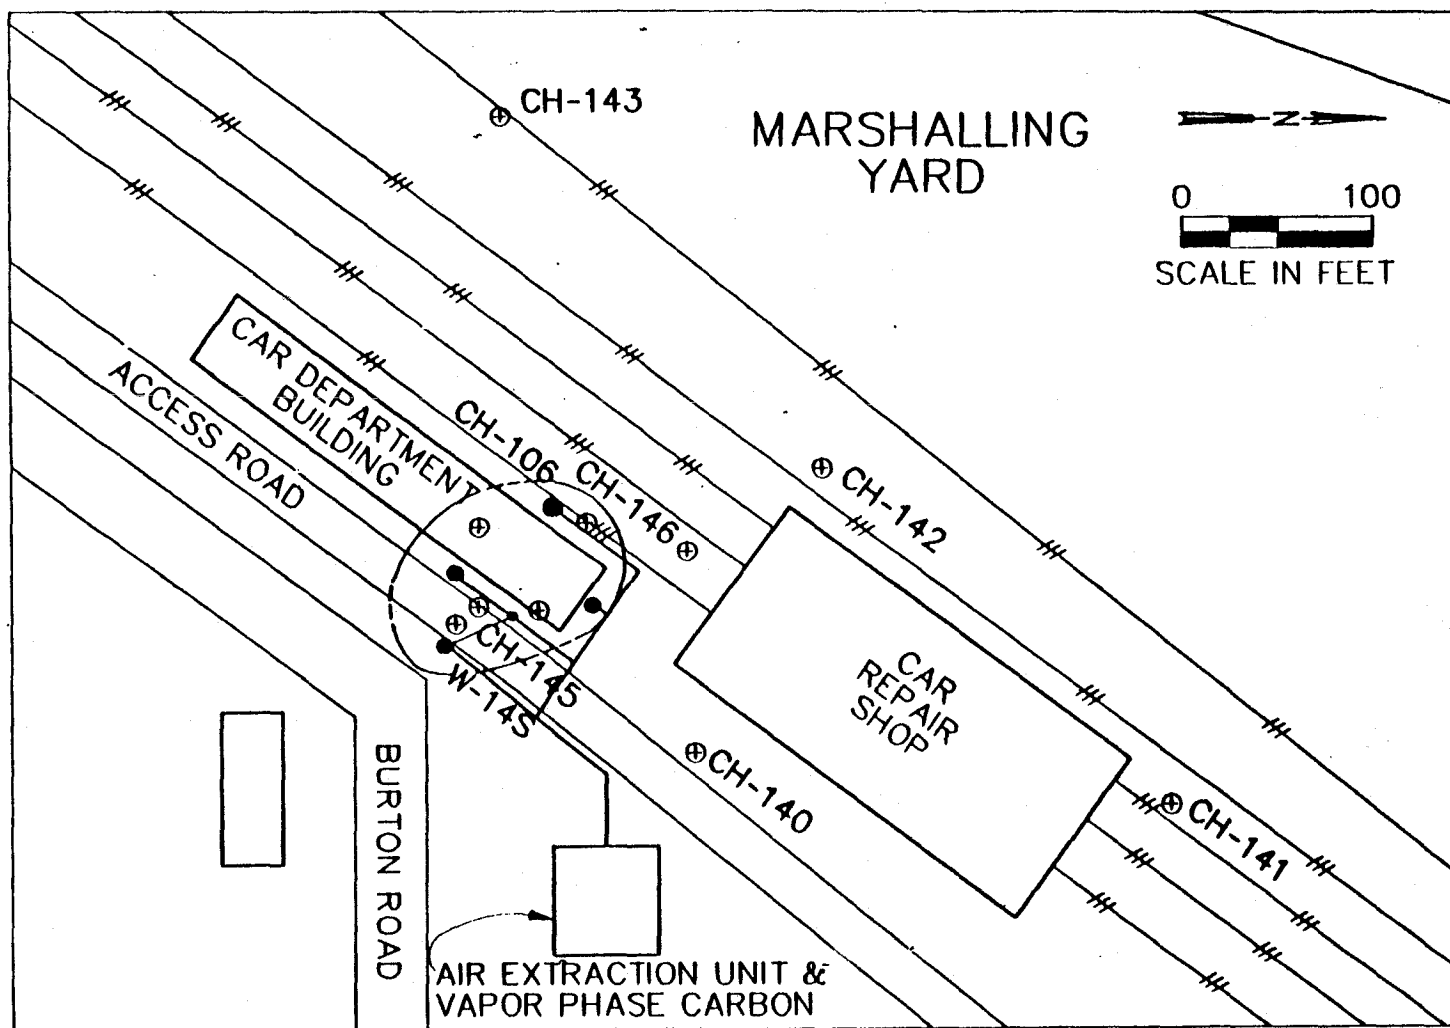 CH-143
MARSHALLING
YARD
N
0 100
SCALE IN FEET
CAR DEPARTMENT
BUILDING
ACCESS ROAD
CH-106
CH-146
CH-142
CH-145
W-14S
CAR
REPAIR
SHOP
CH-140
CH-141
BURTON ROAD
AIR EXTRACTION UNIT &
VAPOR PHASE CARBON